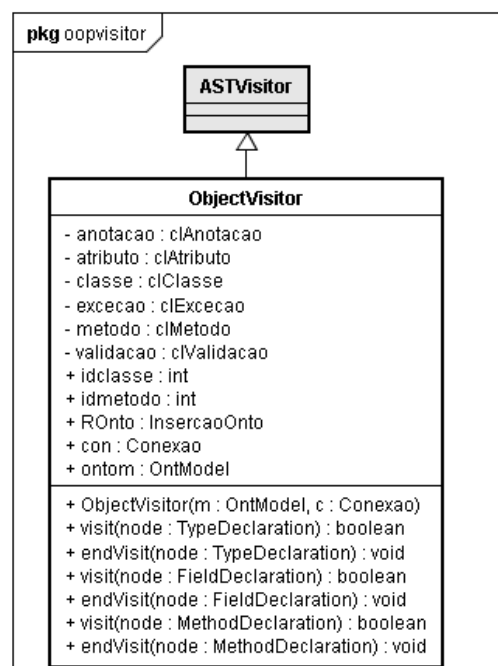 pkg oopvisitor
ASTVisitor
ObjectVisitor
- anotacao : clAnotacao
- atributo : clAtributo
- classe : clClasse
- excecao : clExcecao
- metodo : clMetodo
- validacao : clValidacao
+ idclasse : int
+ idmetodo : int
+ ROnto : InsercaoOnto
+ con : Conexao
+ ontom : OntModel
+ ObjectVisitor(m : OntModel, c : Conexao)
+ visit(node : TypeDeclaration) : boolean
+ endVisit(node : TypeDeclaration) : void
+ visit(node : FieldDeclaration) : boolean
+ endVisit(node : FieldDeclaration) : void
+ visit(node : MethodDeclaration) : boolean
+ endVisit(node : MethodDeclaration) : void